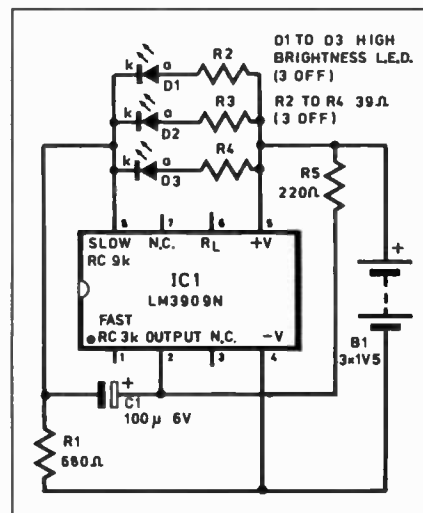 D1 TO D3 HIGH
BRIGHTNESS L.E.D.
(3 OFF)
R2 TO R4 39Ω
(3 OFF)
k a
D1
R2
k a
D2
R3
k a
D3
R4
R5
220Ω
8 7 6 5
SLOW N.C. RL +V
RC 9k
IC1
LM3909N
FAST
RC 3k OUTPUT N.C. -V
1 2 3 4
+
C1
100μ 6V
R1
680Ω
+
B1
3x1V5